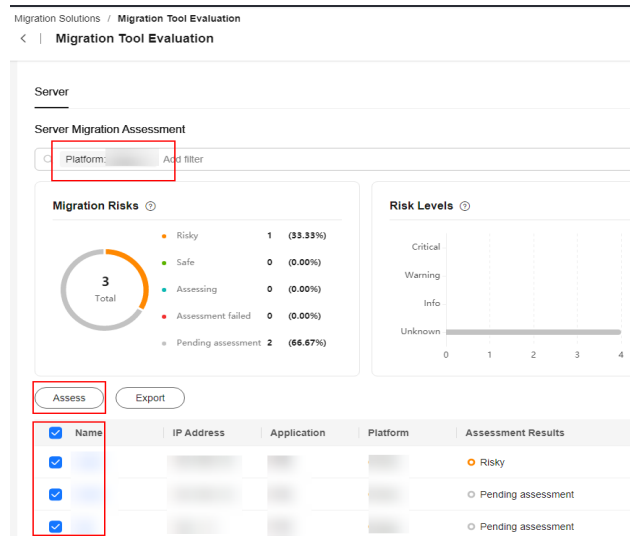 Migration Solutions / Migration Tool Evaluation
< | Migration Tool Evaluation
Server
Server Migration Assessment
Platform: Add filter
Migration Risks ?
Risky 1 (33.33%)
Safe 0 (0.00%)
Assessing 0 (0.00%)
Assessment failed 0 (0.00%)
Pending assessment 2 (66.67%)
3
Total
Risk Levels ?
Critical
Warning
Info
Unknown
0 1 2 3 4
Assess Export
Name IP Address Application Platform Assessment Results
Risky
Pending assessment
Pending assessment